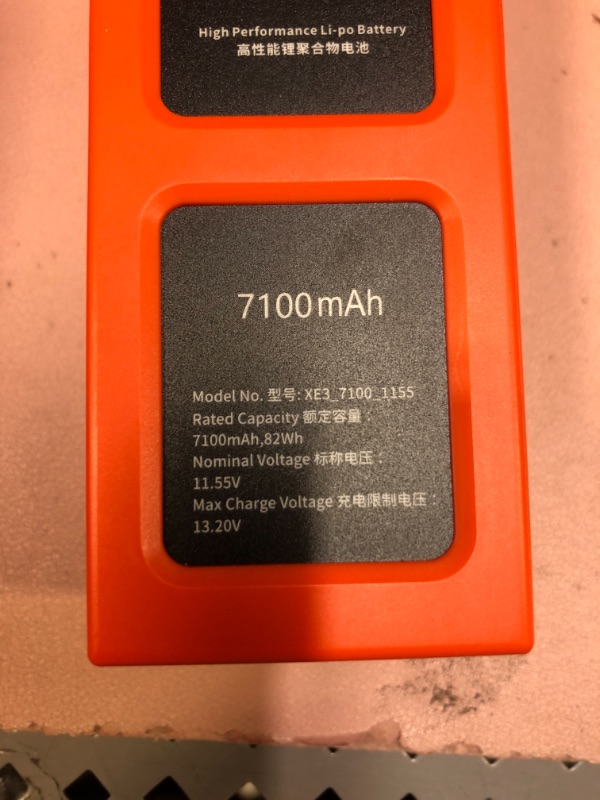 High Performance Li-po Battery
高性能锂聚合物电池
7100mAh
Model No. 型号: XE3_7100_1155
Rated Capacity 额定容量：
7100mAh,82Wh
Nominal Voltage 标称电压：
11.55V
Max Charge Voltage 充电限制电压：
13.20V